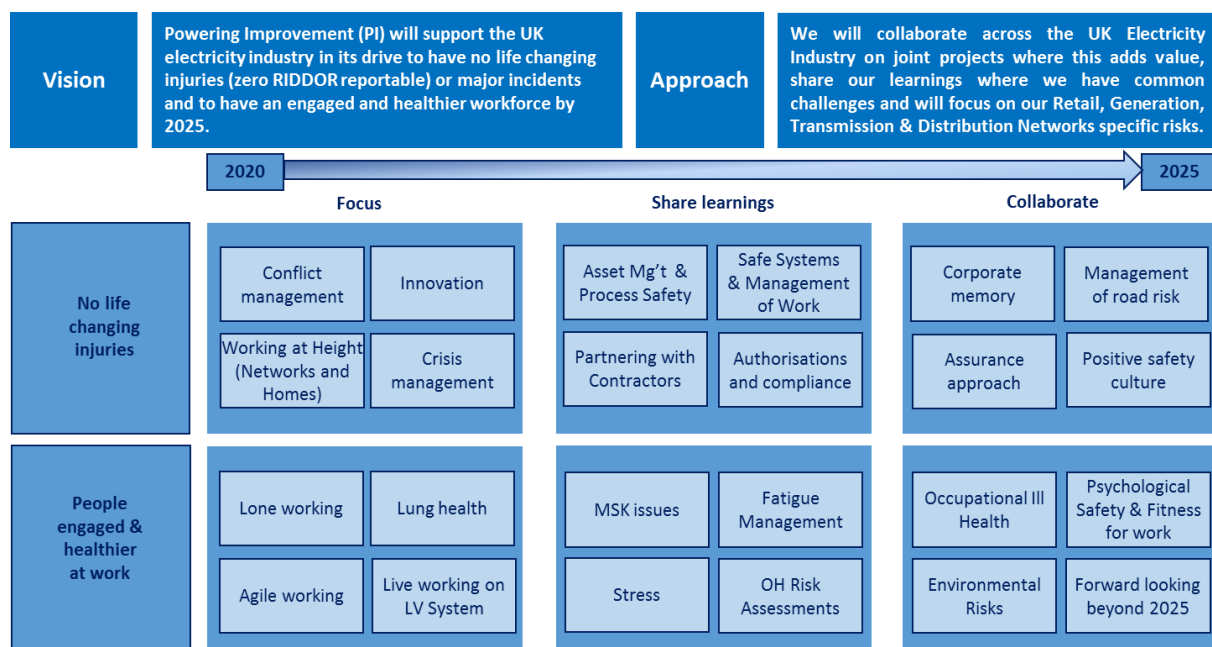 Vision
Powering Improvement (PI) will support the UK
electricity industry in its drive to have no life changing
injuries (zero RIDDOR reportable) or major incidents
and to have an engaged and healthier workforce by
2025.
Approach
We will collaborate across the UK Electricity
Industry on joint projects where this adds value,
share our learnings where we have common
challenges and will focus on our Retail, Generation,
Transmission & Distribution Networks specific risks.
2020
2025
Focus
Share learnings
Collaborate
No life
changing
injuries
Conflict
management
Innovation
Working at Height
(Networks and
Homes)
Crisis
management
Asset Mg't &
Process Safety
Safe Systems
& Management
of Work
Partnering with
Contractors
Authorisations
and compliance
Corporate
memory
Management
of road risk
Assurance
approach
Positive safety
culture
People
engaged &
healthier
at work
Lone working
Lung health
Agile working
Live working on
LV System
MSK issues
Fatigue
Management
Stress
OH Risk
Assessments
Occupational Ill
Health
Psychological
Safety & Fitness
for work
Environmental
Risks
Forward looking
beyond 2025